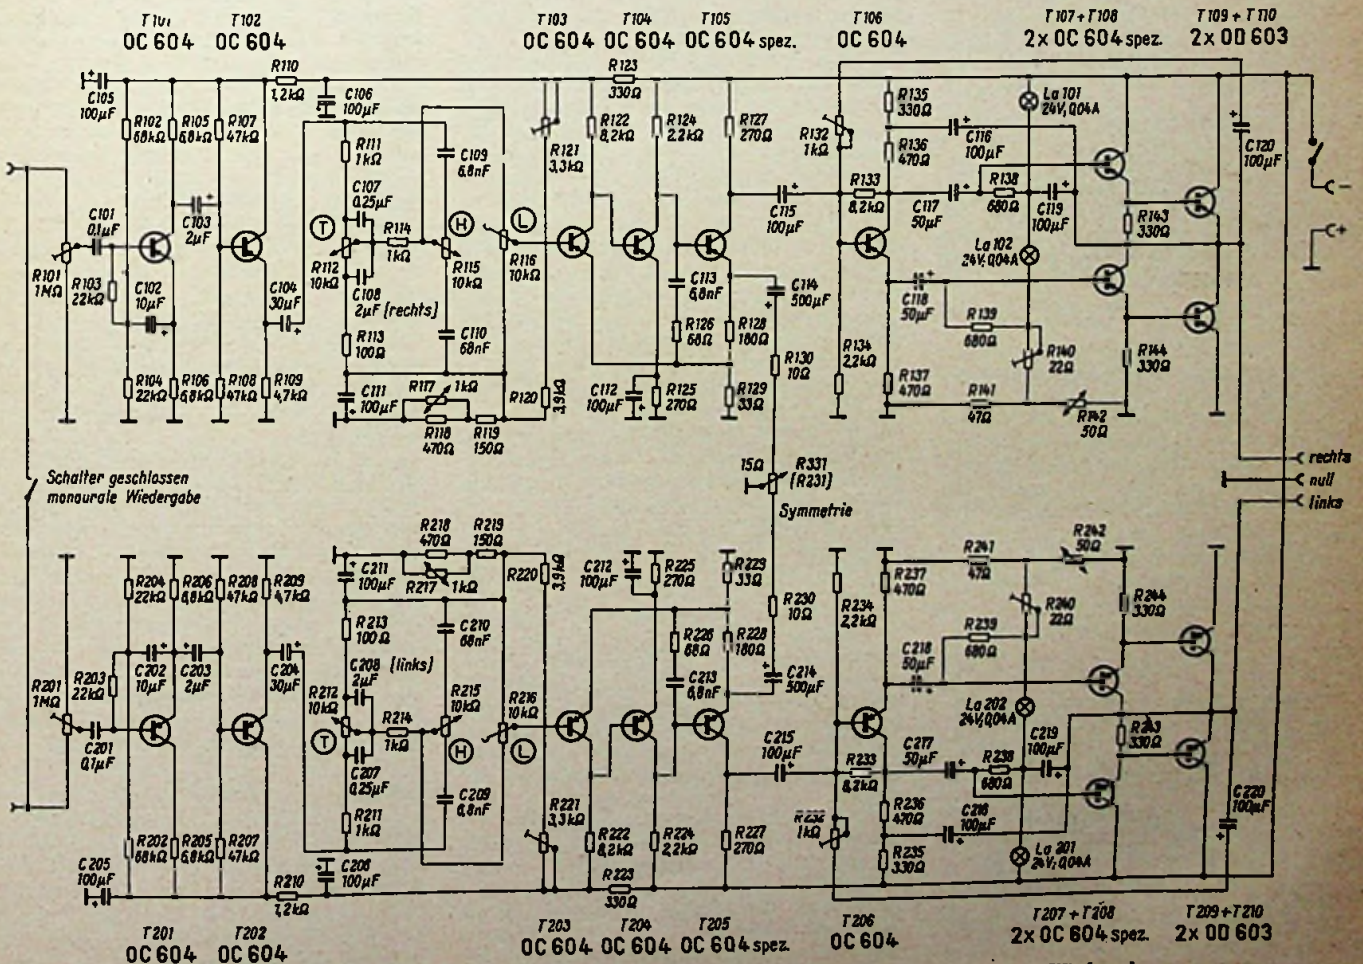 T101
OC 604
T102
OC 604
T103
OC 604
T104
OC 604
T105
OC 604 spez.
T106
OC 604
T107 + T108
2x OC 604 spez.
T109 + T110
2x OD 603
C105
100µF
R102
68kΩ
R105
6,8kΩ
R107
47kΩ
R110
1,2kΩ
C106
100µF
R111
1kΩ
C107
0,25µF
C109
6,8nF
R121
3,3kΩ
R122
8,2kΩ
R123
330Ω
R124
2,2kΩ
R127
270Ω
R132
1kΩ
R135
330Ω
R136
470Ω
C116
100µF
La 101
24V, 0,04A
C120
100µF
R101
1MΩ
C101
0,1µF
R103
22kΩ
C102
10µF
C103
2µF
C104
30µF
T
R112
10kΩ
R114
1kΩ
C108
2µF [rechts]
H
R115
10kΩ
L
R116
10kΩ
C113
6,8nF
C115
100µF
R133
8,2kΩ
C117
50µF
R138
680Ω
C119
100µF
La 102
24V, 0,04A
R143
330Ω
−
+
R104
22kΩ
R106
6,8kΩ
R108
47kΩ
R109
4,7kΩ
R113
100Ω
C110
68nF
C111
100µF
R117
1kΩ
R118
470Ω
R119
150Ω
R120
3,9kΩ
C112
100µF
R125
270Ω
R126
68Ω
R128
180Ω
R129
33Ω
C114
500µF
R130
10Ω
R134
2,2kΩ
C118
50µF
R139
680Ω
R137
470Ω
R140
22Ω
R141
47Ω
R142
50Ω
R144
330Ω
Schalter geschlossen
monaurale Wiedergabe
15Ω
R331
(R231)
Symmetrie
rechts
null
links
R204
22kΩ
R206
6,8kΩ
R208
47kΩ
R209
4,7kΩ
C211
100µF
R218
470Ω
R219
150Ω
R217
1kΩ
R220
3,9kΩ
C212
100µF
R225
270Ω
R229
33Ω
R230
10Ω
R234
2,2kΩ
R237
470Ω
R241
47Ω
R242
50Ω
R240
22Ω
R244
330Ω
R201
1MΩ
R203
22kΩ
C201
0,1µF
C202
10µF
C203
2µF
C204
30µF
R213
100Ω
C208 [links]
2µF
C210
68nF
R212
10kΩ
T
R214
1kΩ
R215
10kΩ
H
R216
10kΩ
L
C207
0,25µF
R226
68Ω
R228
180Ω
C213
6,8nF
C214
500µF
C218
50µF
R239
680Ω
La 202
24V, 0,04A
R243
330Ω
C205
100µF
R202
68kΩ
R205
6,8kΩ
R207
47kΩ
R210
1,2kΩ
R211
1kΩ
C209
6,8nF
C206
100µF
R221
3,3kΩ
R222
8,2kΩ
R223
330Ω
R224
2,2kΩ
R227
270Ω
C215
100µF
R233
8,2kΩ
R232
1kΩ
C217
50µF
R238
680Ω
C219
100µF
R236
470Ω
C216
100µF
R235
330Ω
La 201
24V, 0,04A
C220
100µF
T201
OC 604
T202
OC 604
T203
OC 604
T204
OC 604
T205
OC 604 spez.
T206
OC 604
T207 + T208
2x OC 604 spez.
T209 + T210
2x OD 603